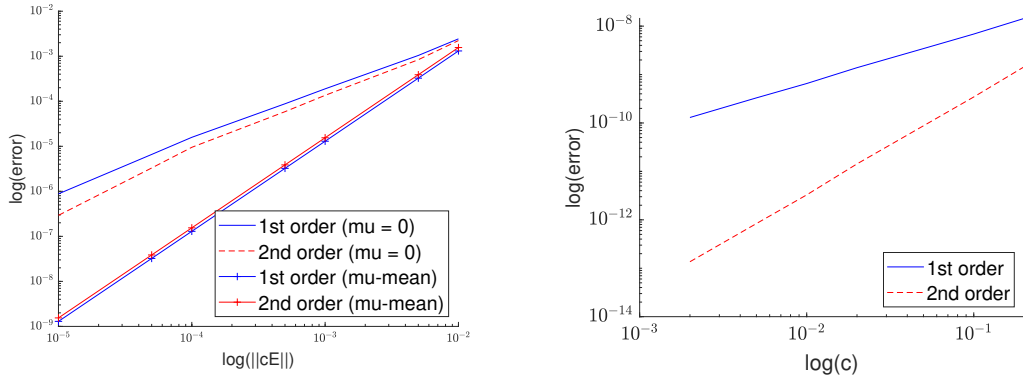 10^-2
10^-3
10^-4
10^-5
10^-6
10^-7
10^-8
10^-9
log(error)
10^-5
10^-4
10^-3
10^-2
log(||cE||)
1st order (mu = 0)
2nd order (mu = 0)
1st order (mu-mean)
2nd order (mu-mean)
10^-8
10^-10
10^-12
10^-14
log(error)
10^-3
10^-2
10^-1
log(c)
1st order
2nd order